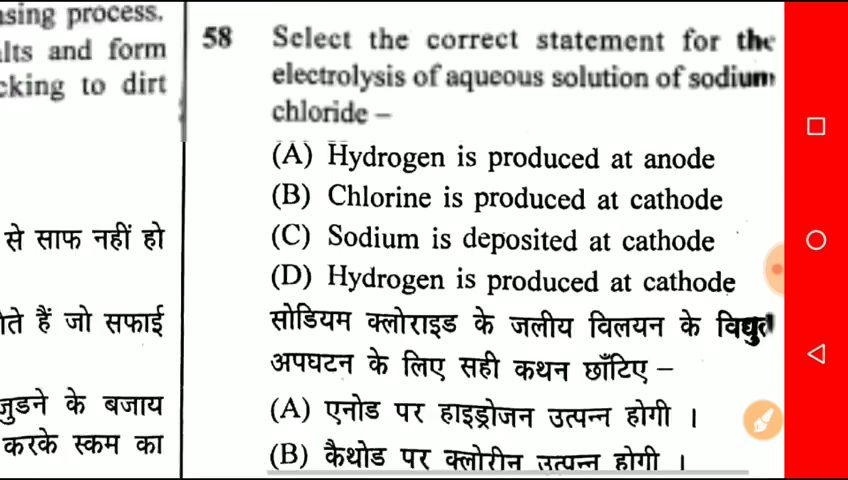 sing process.
lts and form
cking to dirt
से साफ नहीं हो
ते हैं जो सफाई
जुडने के बजाय
करके स्कम का
58 Select the correct statement for the
electrolysis of aqueous solution of sodium
chloride –
(A) Hydrogen is produced at anode
(B) Chlorine is produced at cathode
(C) Sodium is deposited at cathode
(D) Hydrogen is produced at cathode
सोडियम क्लोराइड के जलीय विलयन के विद्युत
अपघटन के लिए सही कथन छाँटिए –
(A) एनोड पर हाइड्रोजन उत्पन्न होगी ।
(B) कैथोड पर क्लोरीन उत्पन्न होगी ।